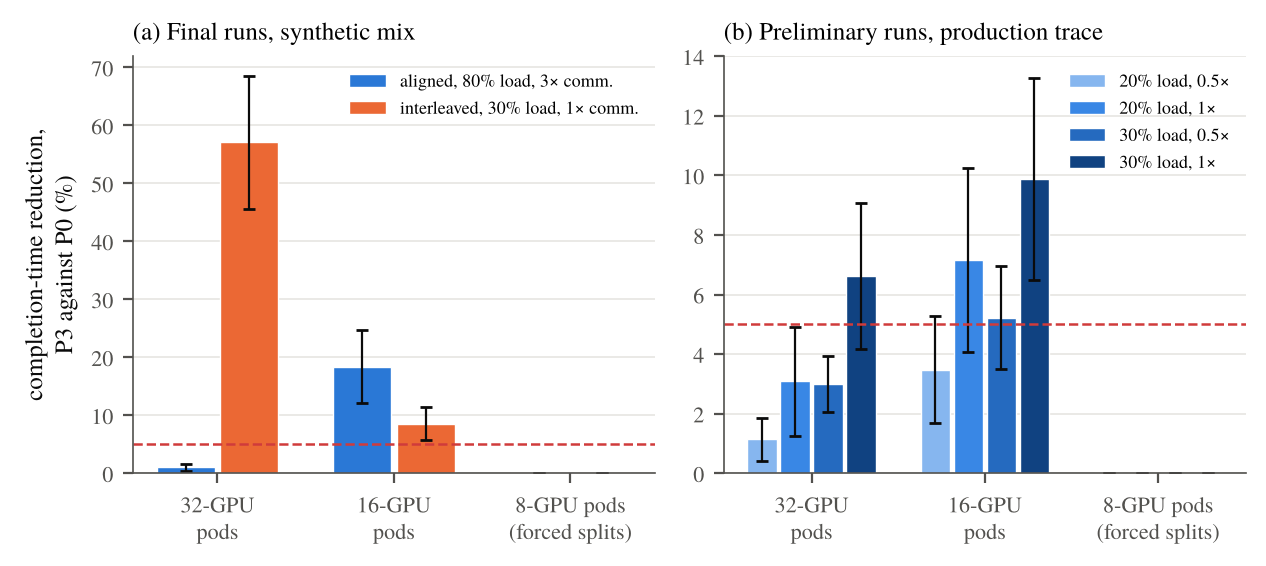 (a) Final runs, synthetic mix
completion-time reduction,
P3 against P0 (%)
70
60
50
40
30
20
10
0
aligned, 80% load, 3× comm.
interleaved, 30% load, 1× comm.
32-GPU
pods
16-GPU
pods
8-GPU pods
(forced splits)
(b) Preliminary runs, production trace
14
12
10
8
6
4
2
0
20% load, 0.5×
20% load, 1×
30% load, 0.5×
30% load, 1×
32-GPU
pods
16-GPU
pods
8-GPU pods
(forced splits)